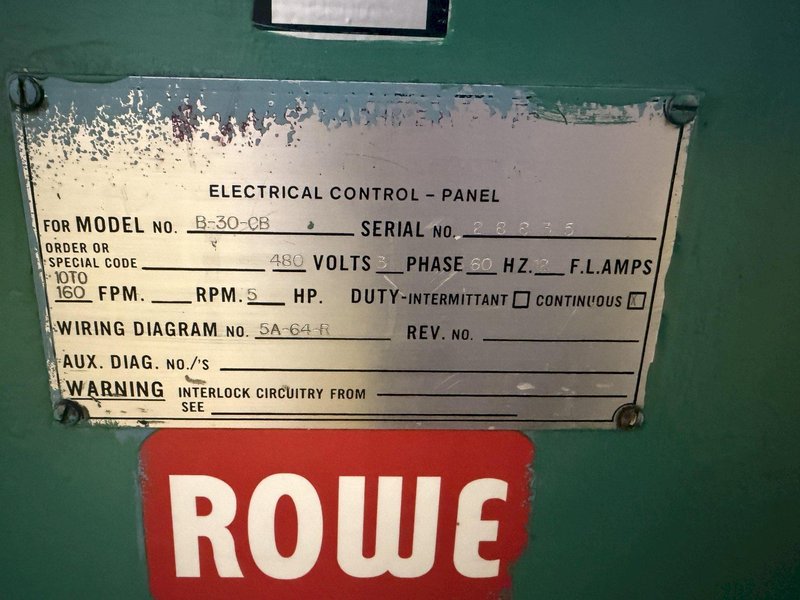 ELECTRICAL CONTROL - PANEL
FOR MODEL NO. B-30-CB SERIAL NO. 28835
ORDER OR
SPECIAL CODE 480 VOLTS 3 PHASE 60 HZ. F.L.AMPS
10TO
160 FPM. RPM. 5 HP. DUTY-INTERMITTANT CONTINUOUS X
WIRING DIAGRAM NO. 5A-64-R REV. NO.
AUX. DIAG. NO./'S
WARNING INTERLOCK CIRCUITRY FROM
SEE
ROWE